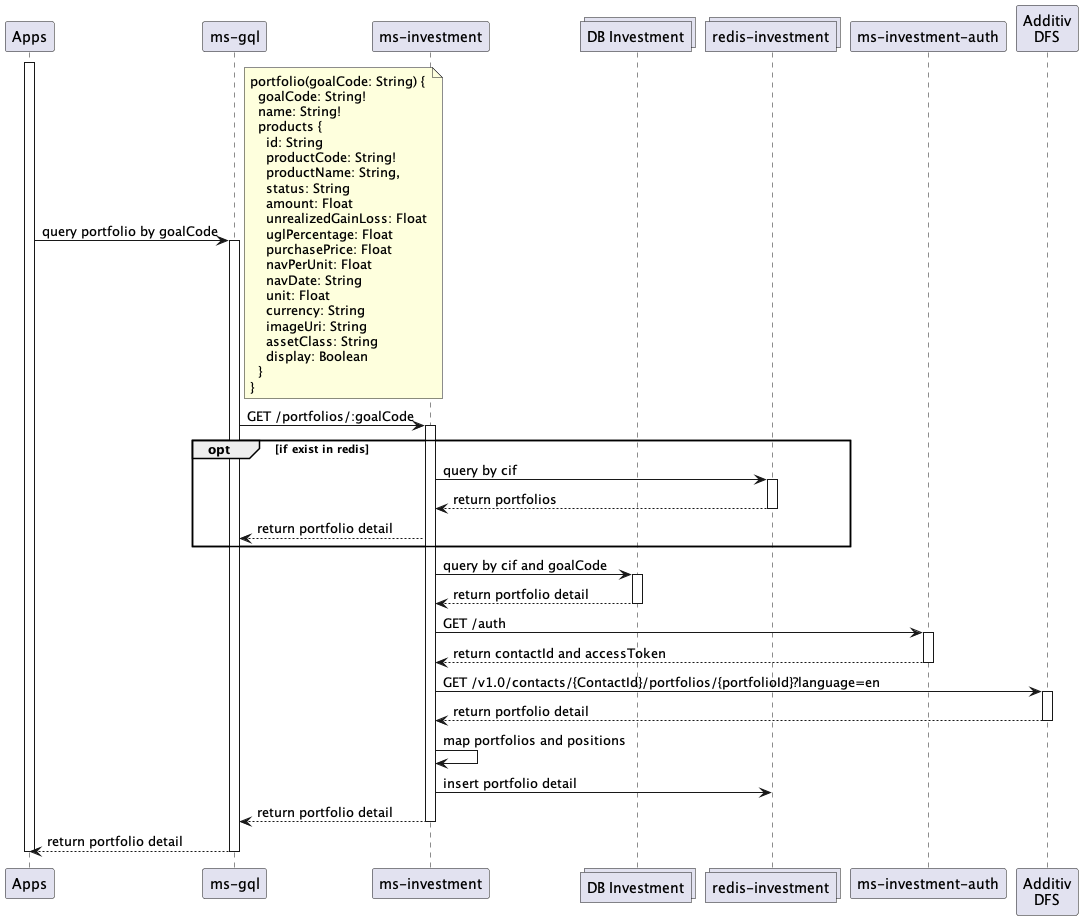 Apps
ms-gql
ms-investment
DB Investment
redis-investment
ms-investment-auth
Additiv
DFS
portfolio(goalCode: String) {
goalCode: String!
name: String!
products {
id: String
productCode: String!
productName: String,
status: String
amount: Float
unrealizedGainLoss: Float
uglPercentage: Float
purchasePrice: Float
navPerUnit: Float
navDate: String
unit: Float
currency: String
imageUri: String
assetClass: String
display: Boolean
}
}
query portfolio by goalCode
GET /portfolios/:goalCode
opt
[if exist in redis]
query by cif
return portfolios
return portfolio detail
query by cif and goalCode
return portfolio detail
GET /auth
return contactId and accessToken
GET /v1.0/contacts/{ContactId}/portfolios/{portfolioId}?language=en
return portfolio detail
map portfolios and positions
insert portfolio detail
return portfolio detail
return portfolio detail
Apps
ms-gql
ms-investment
DB Investment
redis-investment
ms-investment-auth
Additiv
DFS